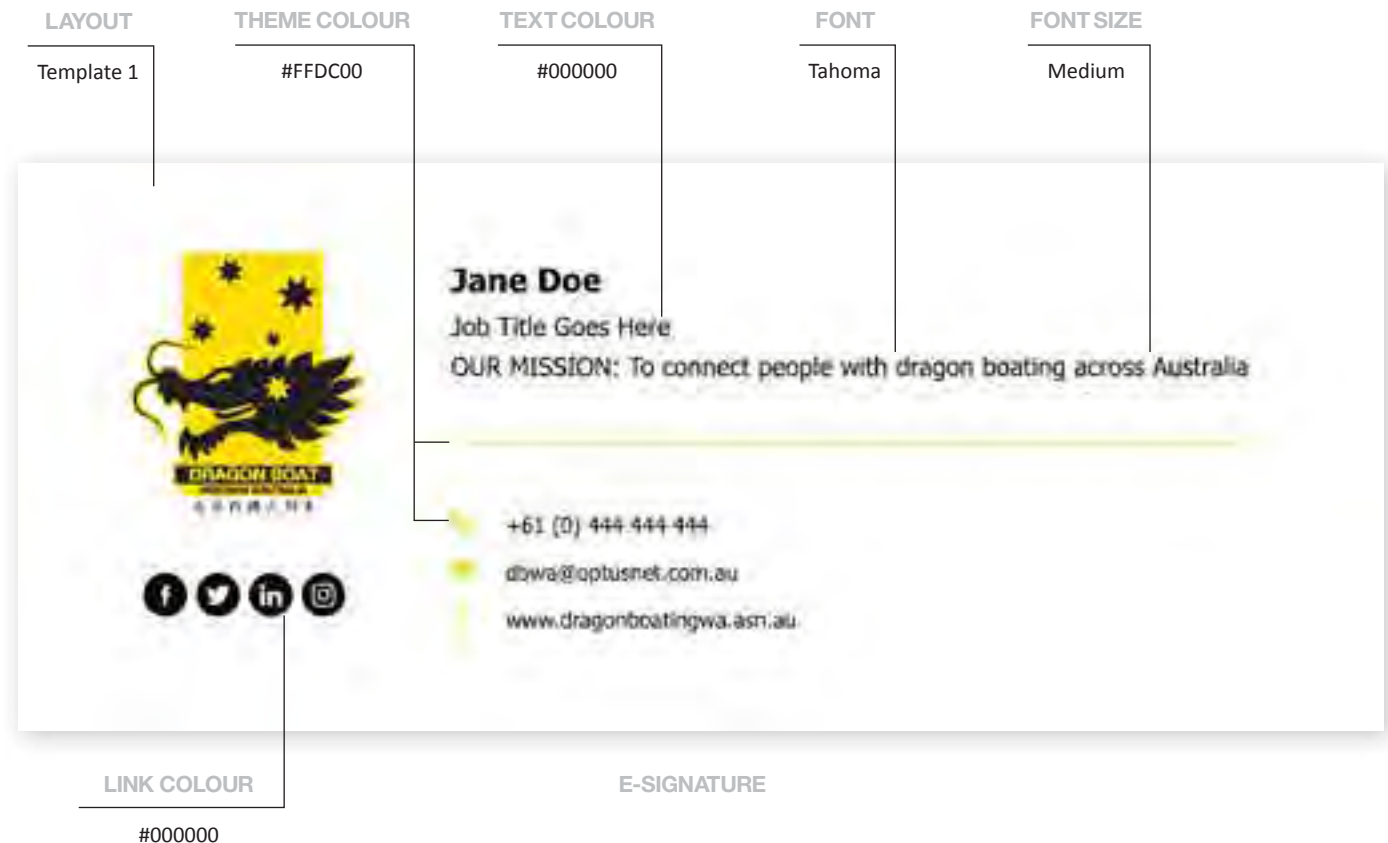 LAYOUT
THEME COLOUR
TEXT COLOUR
FONT
FONT SIZE
Template 1
#FFDC00
#000000
Tahoma
Medium
Jane Doe
Job Title Goes Here
OUR MISSION: To connect people with dragon boating across Australia
DRAGON BOAT
+61 (0) 444 444 444
dbwa@optusnet.com.au
www.dragonboatingwa.asn.au
LINK COLOUR
E-SIGNATURE
#000000